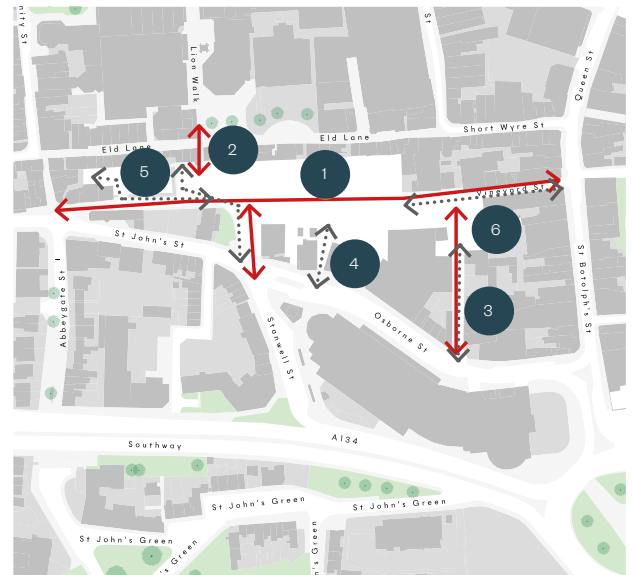 nity St
St
Lion Walk
Queen St
Short Wyre St
Eld Lane
Eld Lane
2
5
1
Vineyard St
6
St John's St
4
Abbeygate St
St Botolph's St
3
Osborne St
Stanwell St
A134
Southway
St John's Green
St John's Green
St John's Green
's Green
n's Green